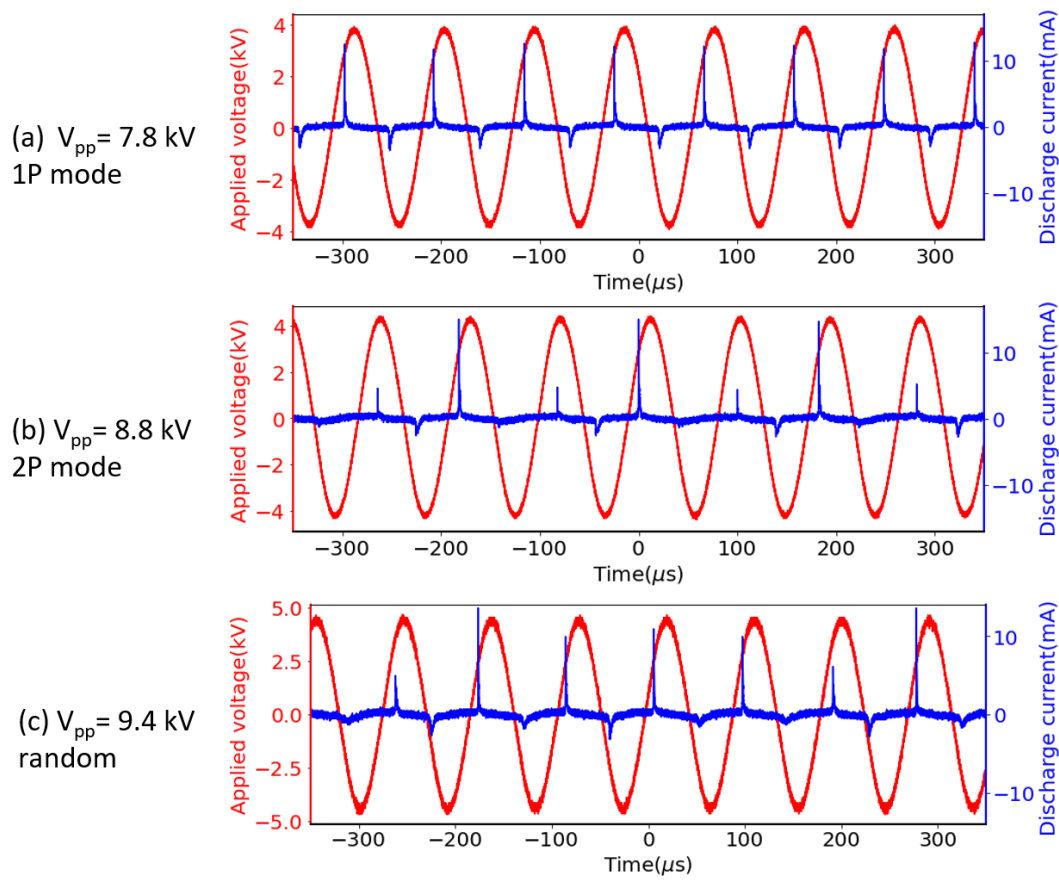 (a) Vpp= 7.8 kV
1P mode
Applied voltage(kV)
4
2
0
−2
−4
Discharge current(mA)
10
0
−10
−300 −200 −100 0 100 200 300
Time(μs)
(b) Vpp= 8.8 kV
2P mode
Applied voltage(kV)
4
2
0
−2
−4
Discharge current(mA)
10
0
−10
−300 −200 −100 0 100 200 300
Time(μs)
(c) Vpp= 9.4 kV
random
Applied voltage(kV)
5.0
2.5
0.0
−2.5
−5.0
Discharge current(mA)
10
0
−10
−300 −200 −100 0 100 200 300
Time(μs)